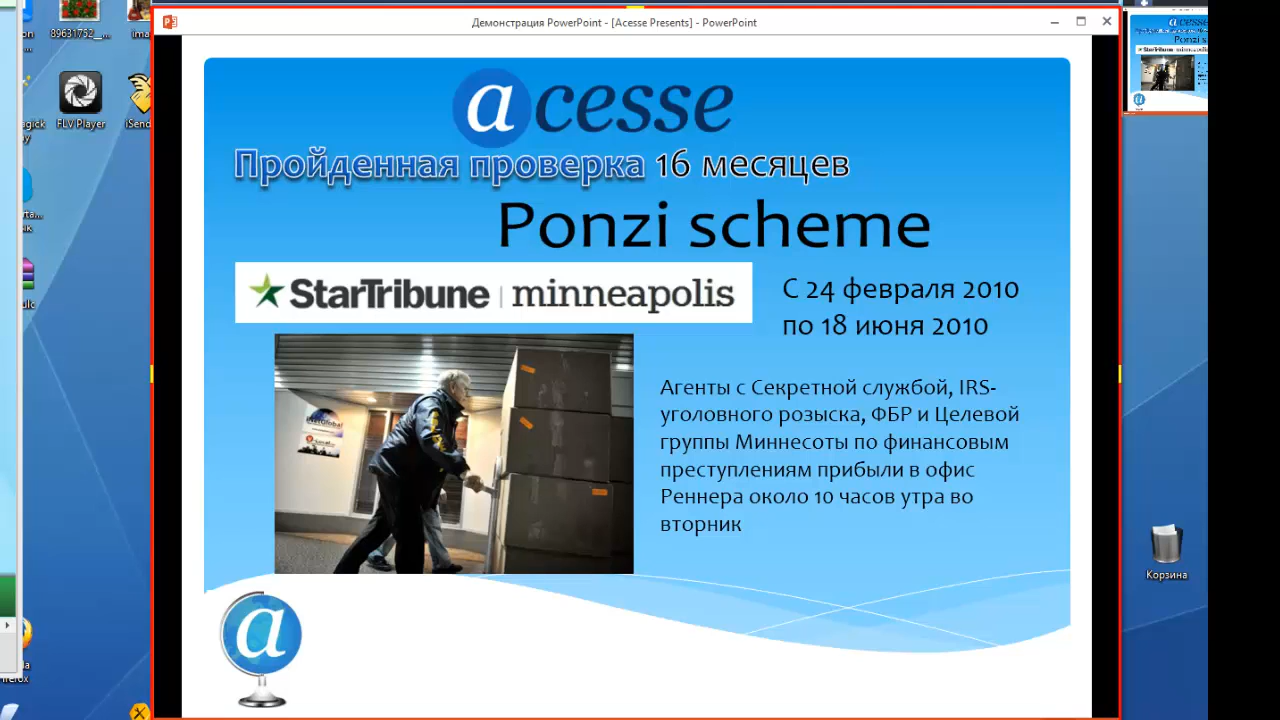 89631752_...
ima
Демонстрация PowerPoint - [Acesse Presents] - PowerPoint
acesse
Пройденная проверка 16 месяцев
Ponzi scheme
StarTribune | minneapolis
С 24 февраля 2010
по 18 июня 2010
Агенты с Секретной службой, IRS-
уголовного розыска, ФБР и Целевой
группы Миннесоты по финансовым
преступлениям прибыли в офис
Реннера около 10 часов утра во
вторник
a
FLV Player
iSend
Корзина